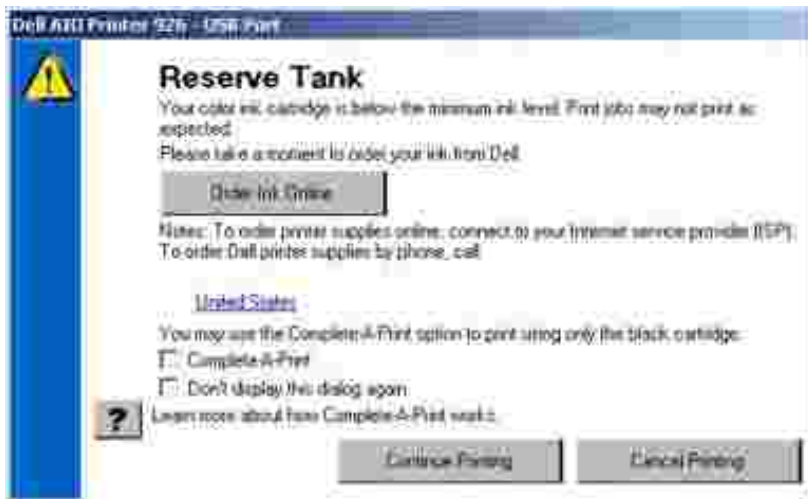 Dell AIO Printer 926 - USB Port
Reserve Tank
Your color ink cartridge is below the minimum ink level. Print jobs may not print as
expected.
Please take a moment to order your ink from Dell.
Order Ink Online
Notes: To order printer supplies online, connect to your Internet service provider (ISP).
To order Dell printer supplies by phone, call:
United States
You may use the Complete-A-Print option to print using only the black cartridge.
Complete-A-Print
Don't display this dialog again
? Learn more about how Complete-A-Print works.
Continue Printing Cancel Printing